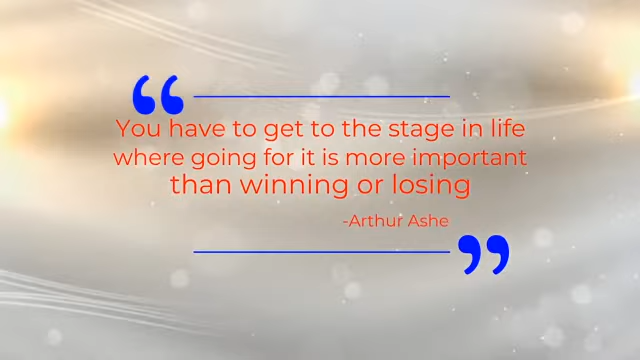 “
You have to get to the stage in life
where going for it is more important
than winning or losing
-Arthur Ashe
”